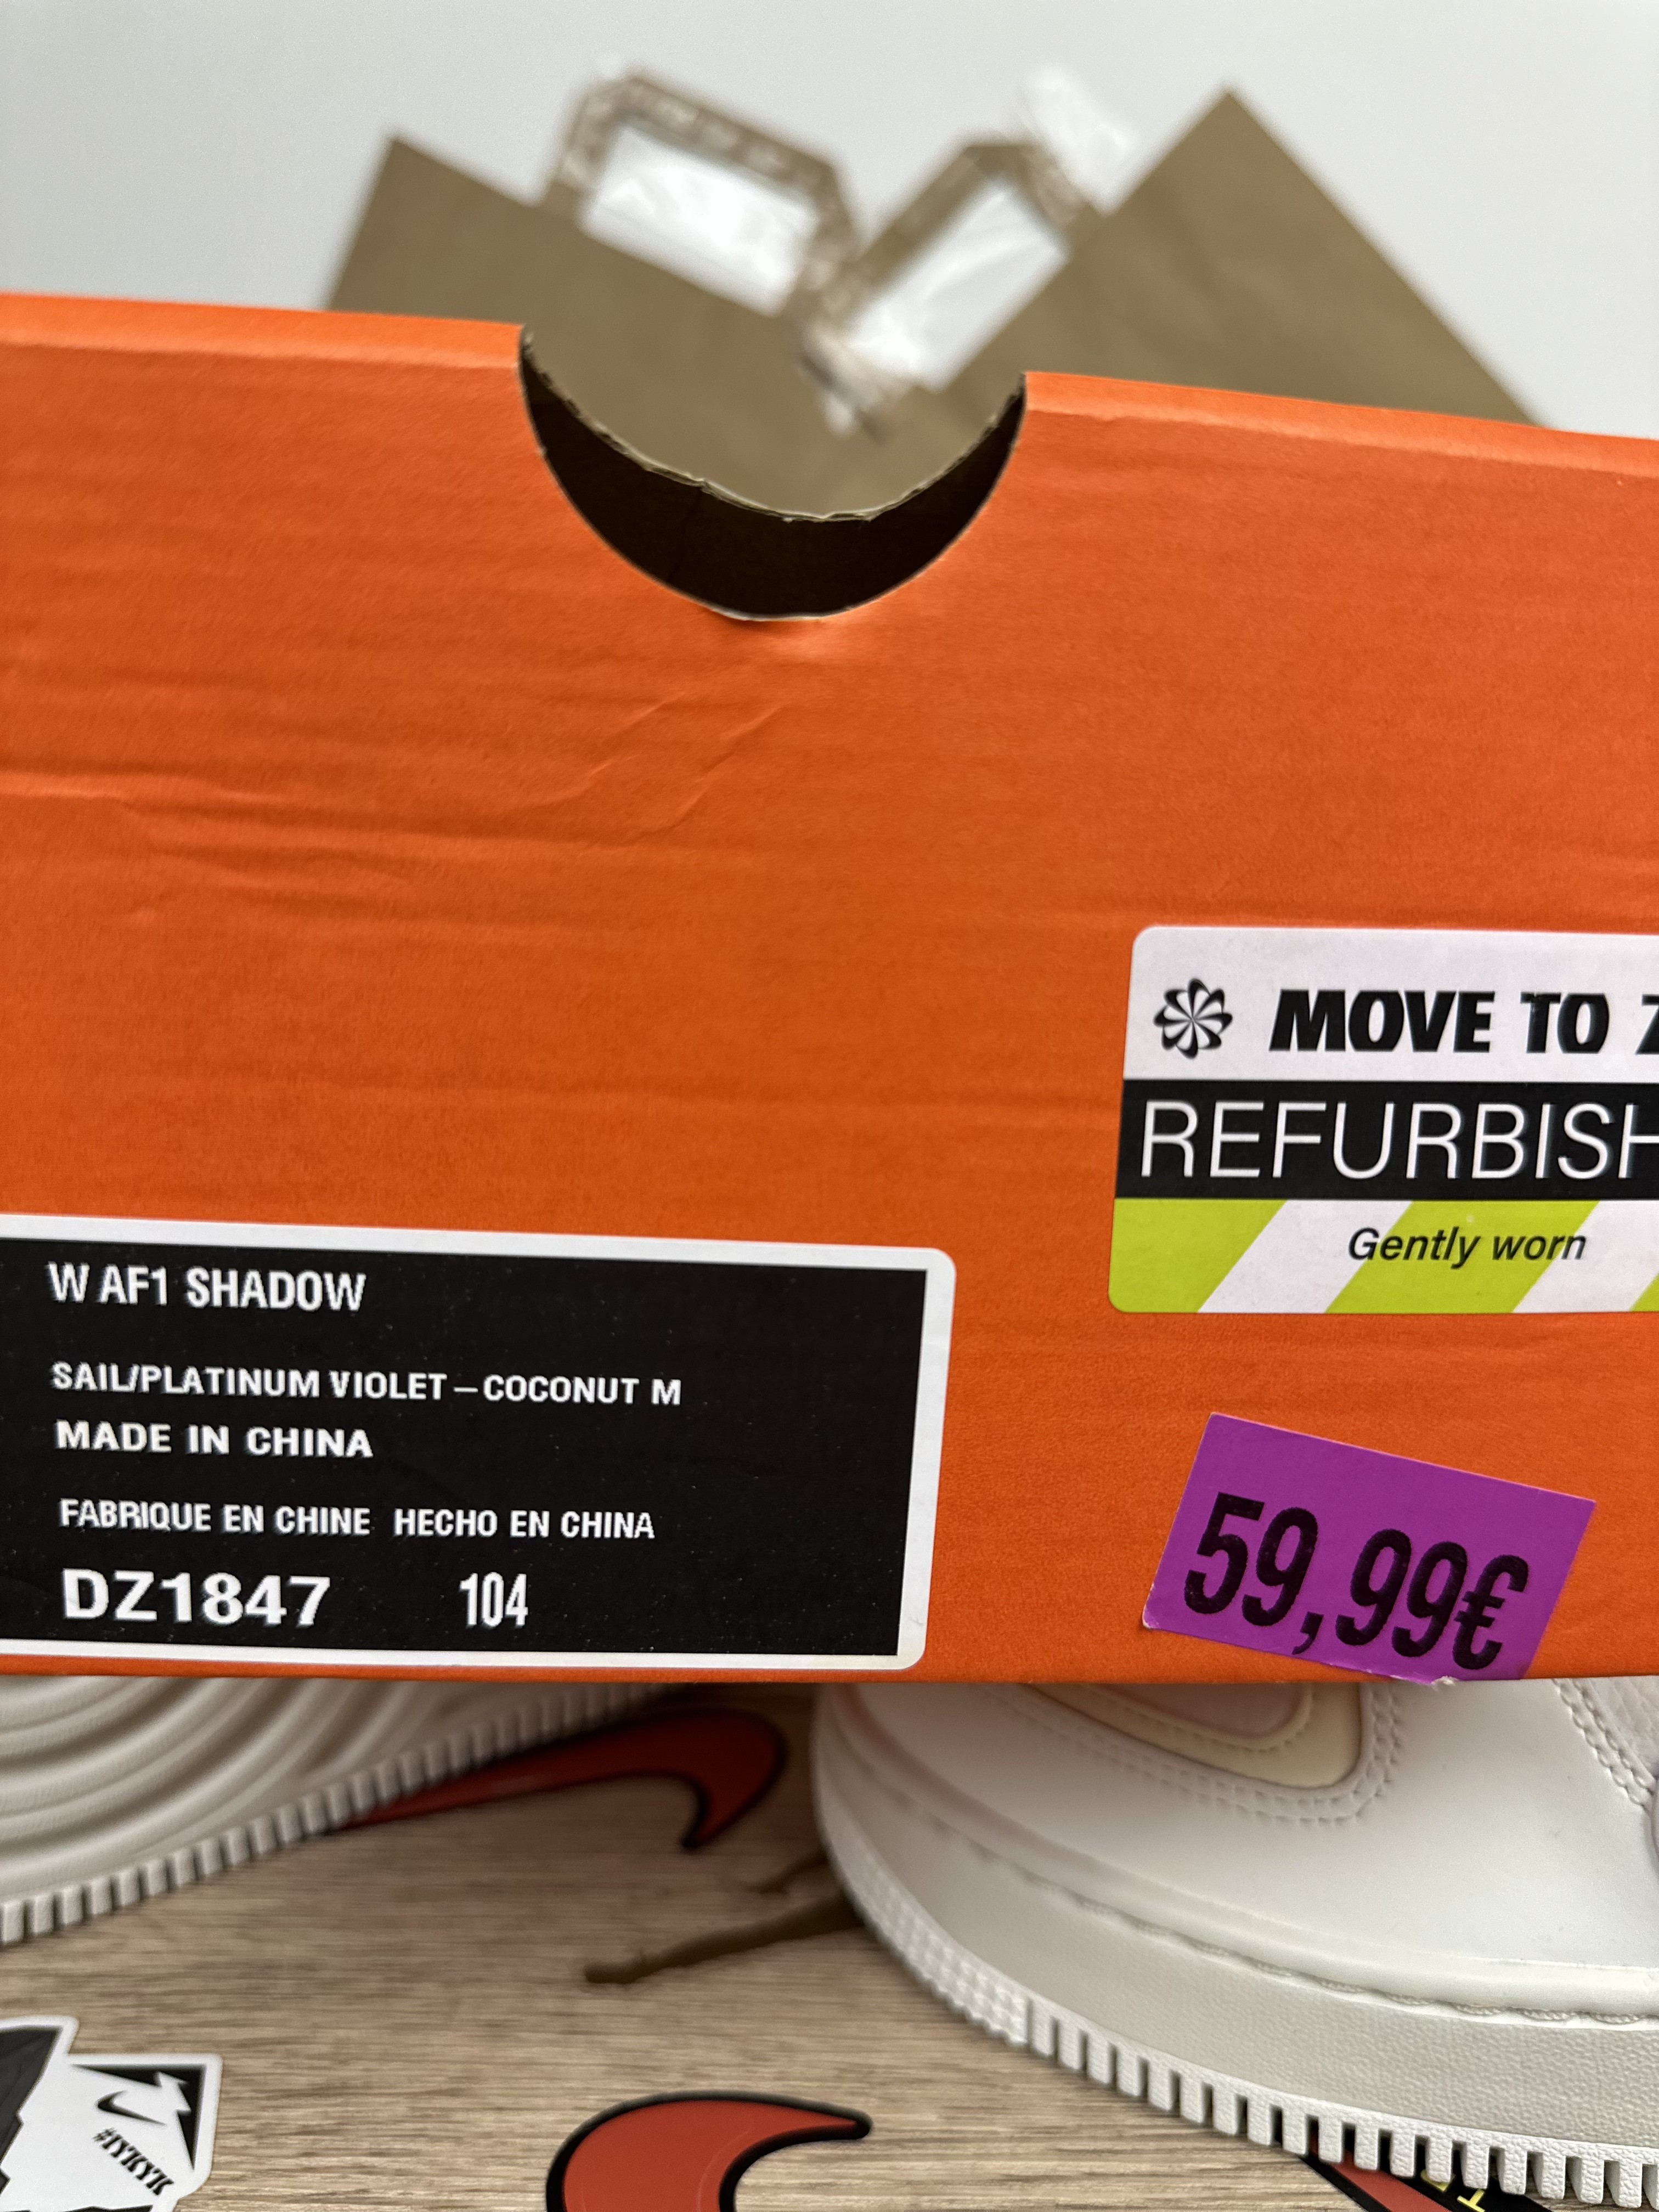 MOVE TO Z
REFURBISH
Gently worn
W AF1 SHADOW
SAIL/PLATINUM VIOLET – COCONUT M
MADE IN CHINA
FABRIQUE EN CHINE HECHO EN CHINA
DZ1847 104
59,99€
#IYKYK